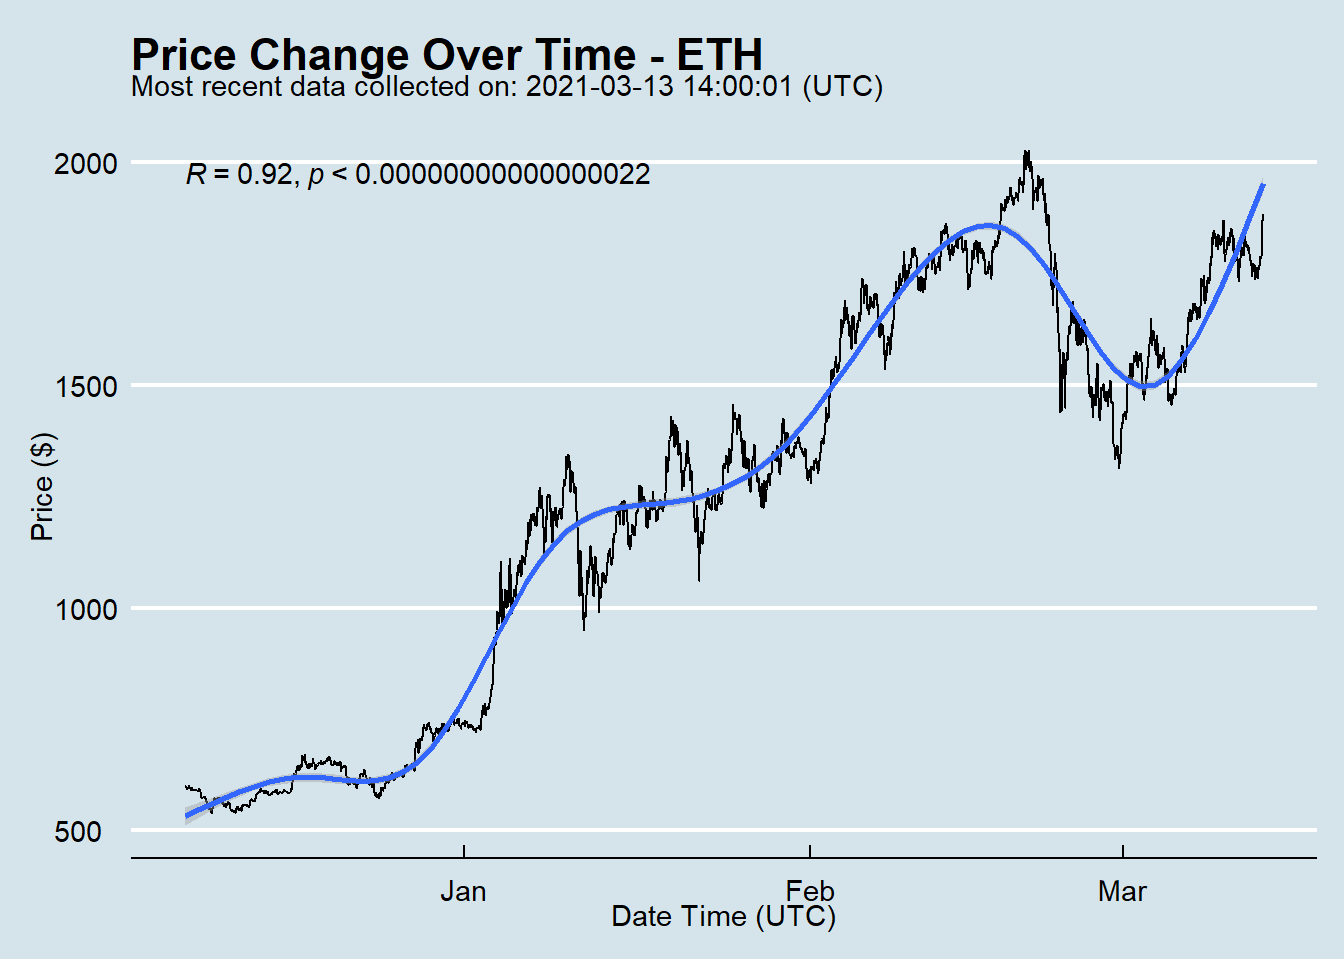 Price Change Over Time - ETH
Most recent data collected on: 2021-03-13 14:00:01 (UTC)
2000
R = 0.92, p < 0.00000000000000022
1500
Price ($)
1000
500
Jan
Feb
Mar
Date Time (UTC)